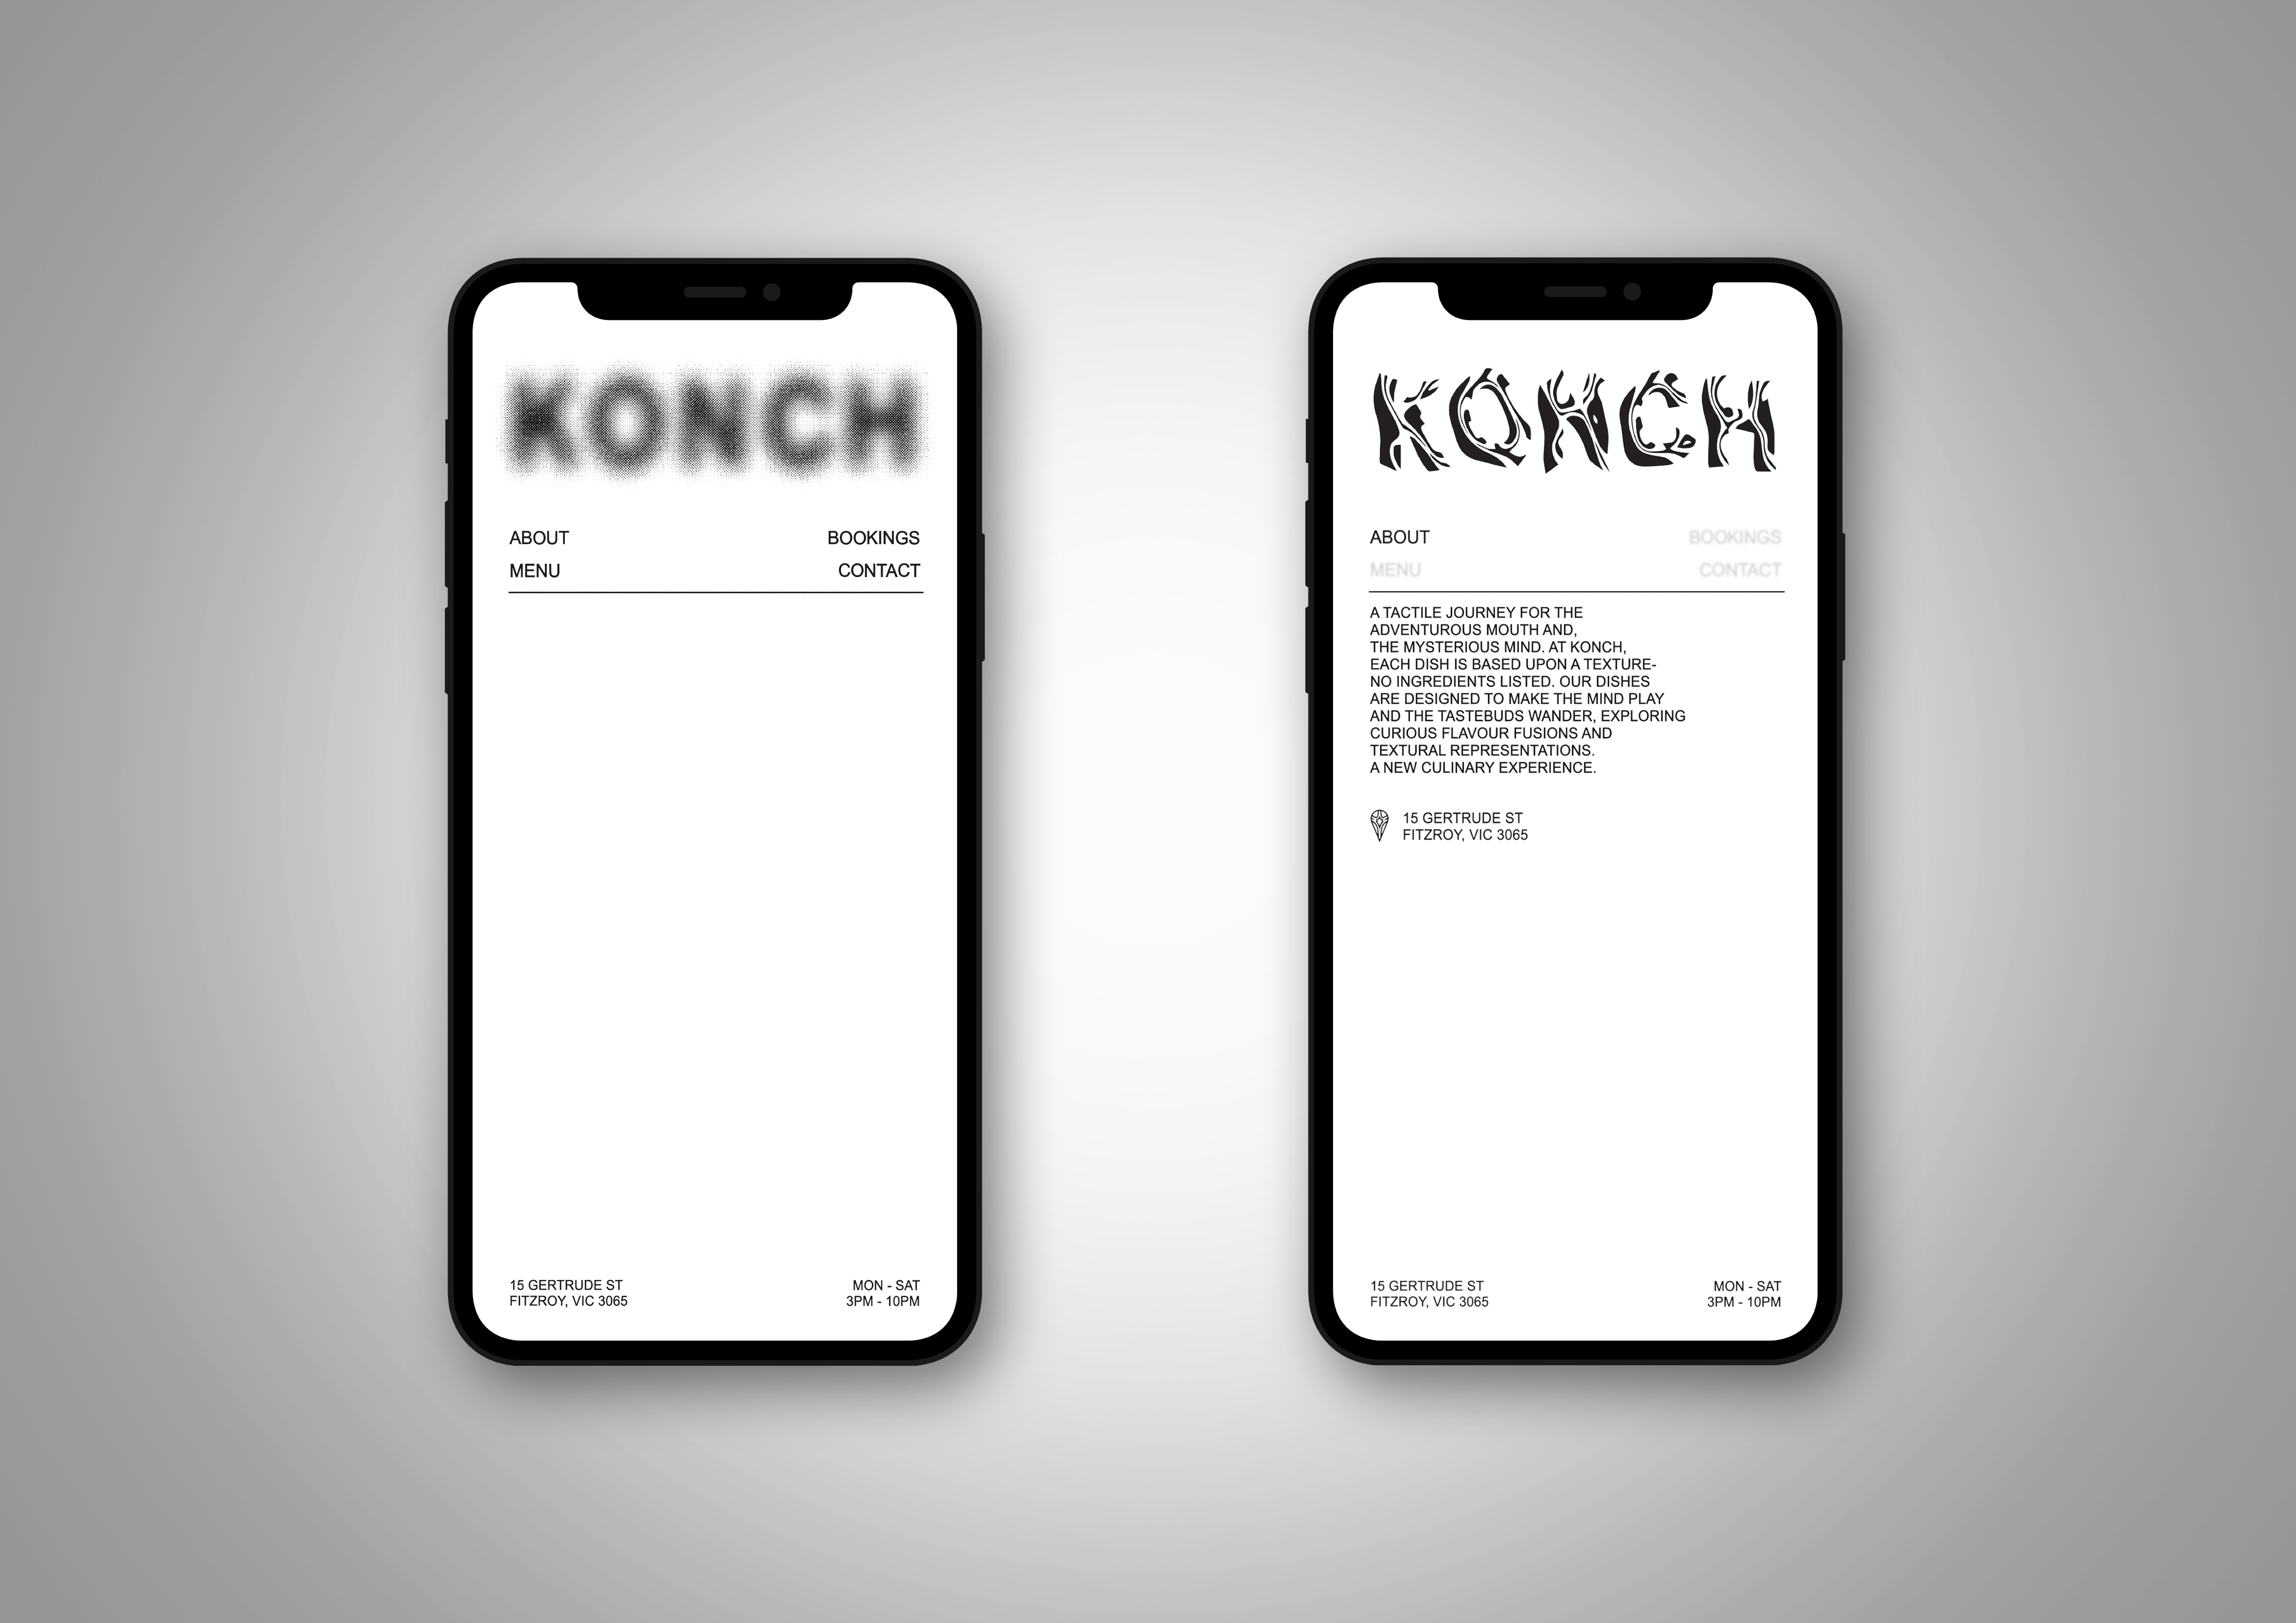 KONCH
ABOUT BOOKINGS
MENU CONTACT
15 GERTRUDE ST
FITZROY, VIC 3065
MON - SAT
3PM - 10PM
KONCH
ABOUT BOOKINGS
MENU CONTACT
A TACTILE JOURNEY FOR THE
ADVENTUROUS MOUTH AND,
THE MYSTERIOUS MIND. AT KONCH,
EACH DISH IS BASED UPON A TEXTURE-
NO INGREDIENTS LISTED. OUR DISHES
ARE DESIGNED TO MAKE THE MIND PLAY
AND THE TASTEBUDS WANDER, EXPLORING
CURIOUS FLAVOUR FUSIONS AND
TEXTURAL REPRESENTATIONS.
A NEW CULINARY EXPERIENCE.
15 GERTRUDE ST
FITZROY, VIC 3065
15 GERTRUDE ST
FITZROY, VIC 3065
MON - SAT
3PM - 10PM